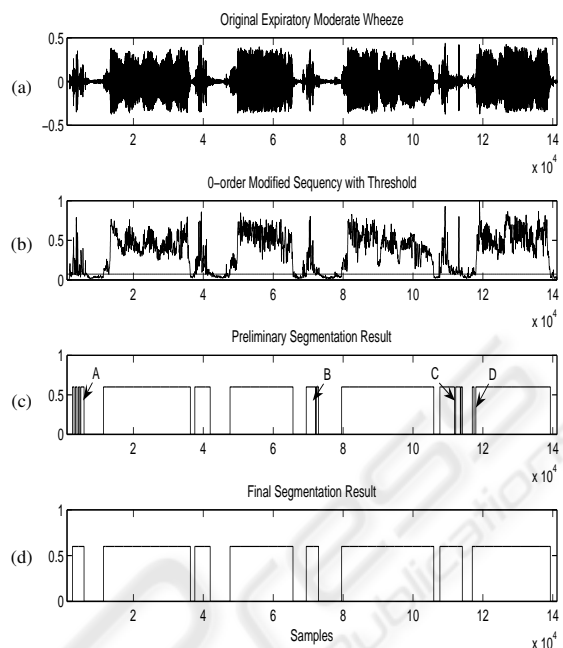 Original Expiratory Moderate Wheeze
(a)
0.5
0
−0.5
2 4 6 8 10 12 14
x 10^4
0−order Modified Sequency with Threshold
(b)
1
0.5
0
2 4 6 8 10 12 14
x 10^4
Preliminary Segmentation Result
(c)
1
0.5
0
A B C D
2 4 6 8 10 12 14
x 10^4
Final Segmentation Result
(d)
1
0.5
0
2 4 6 8 10 12 14
Samples
x 10^4